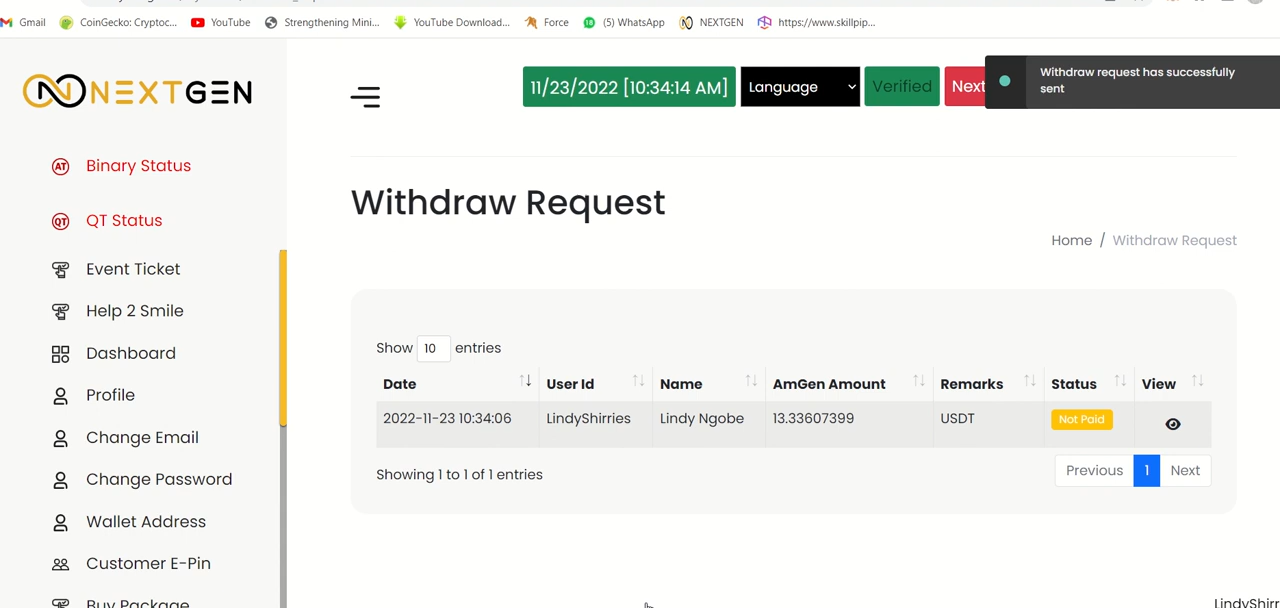 Gmail CoinGecko: Cryptoc... YouTube Strengthening Mini... YouTube Download... Force (5) WhatsApp NEXTGEN https://www.skillpip...
NEXTGEN
11/23/2022 [10:34:14 AM] Language Verified Next
Withdraw request has successfully
sent
AT Binary Status
QT QT Status
Event Ticket
Help 2 Smile
Dashboard
Profile
Change Email
Change Password
Wallet Address
Customer E-Pin
Buy Package
Withdraw Request
Home / Withdraw Request
Show 10 entries
Date User Id Name AmGen Amount Remarks Status View
2022-11-23 10:34:06 LindyShirries Lindy Ngobe 13.33607399 USDT Not Paid
Showing 1 to 1 of 1 entries
Previous 1 Next
LindyShirr